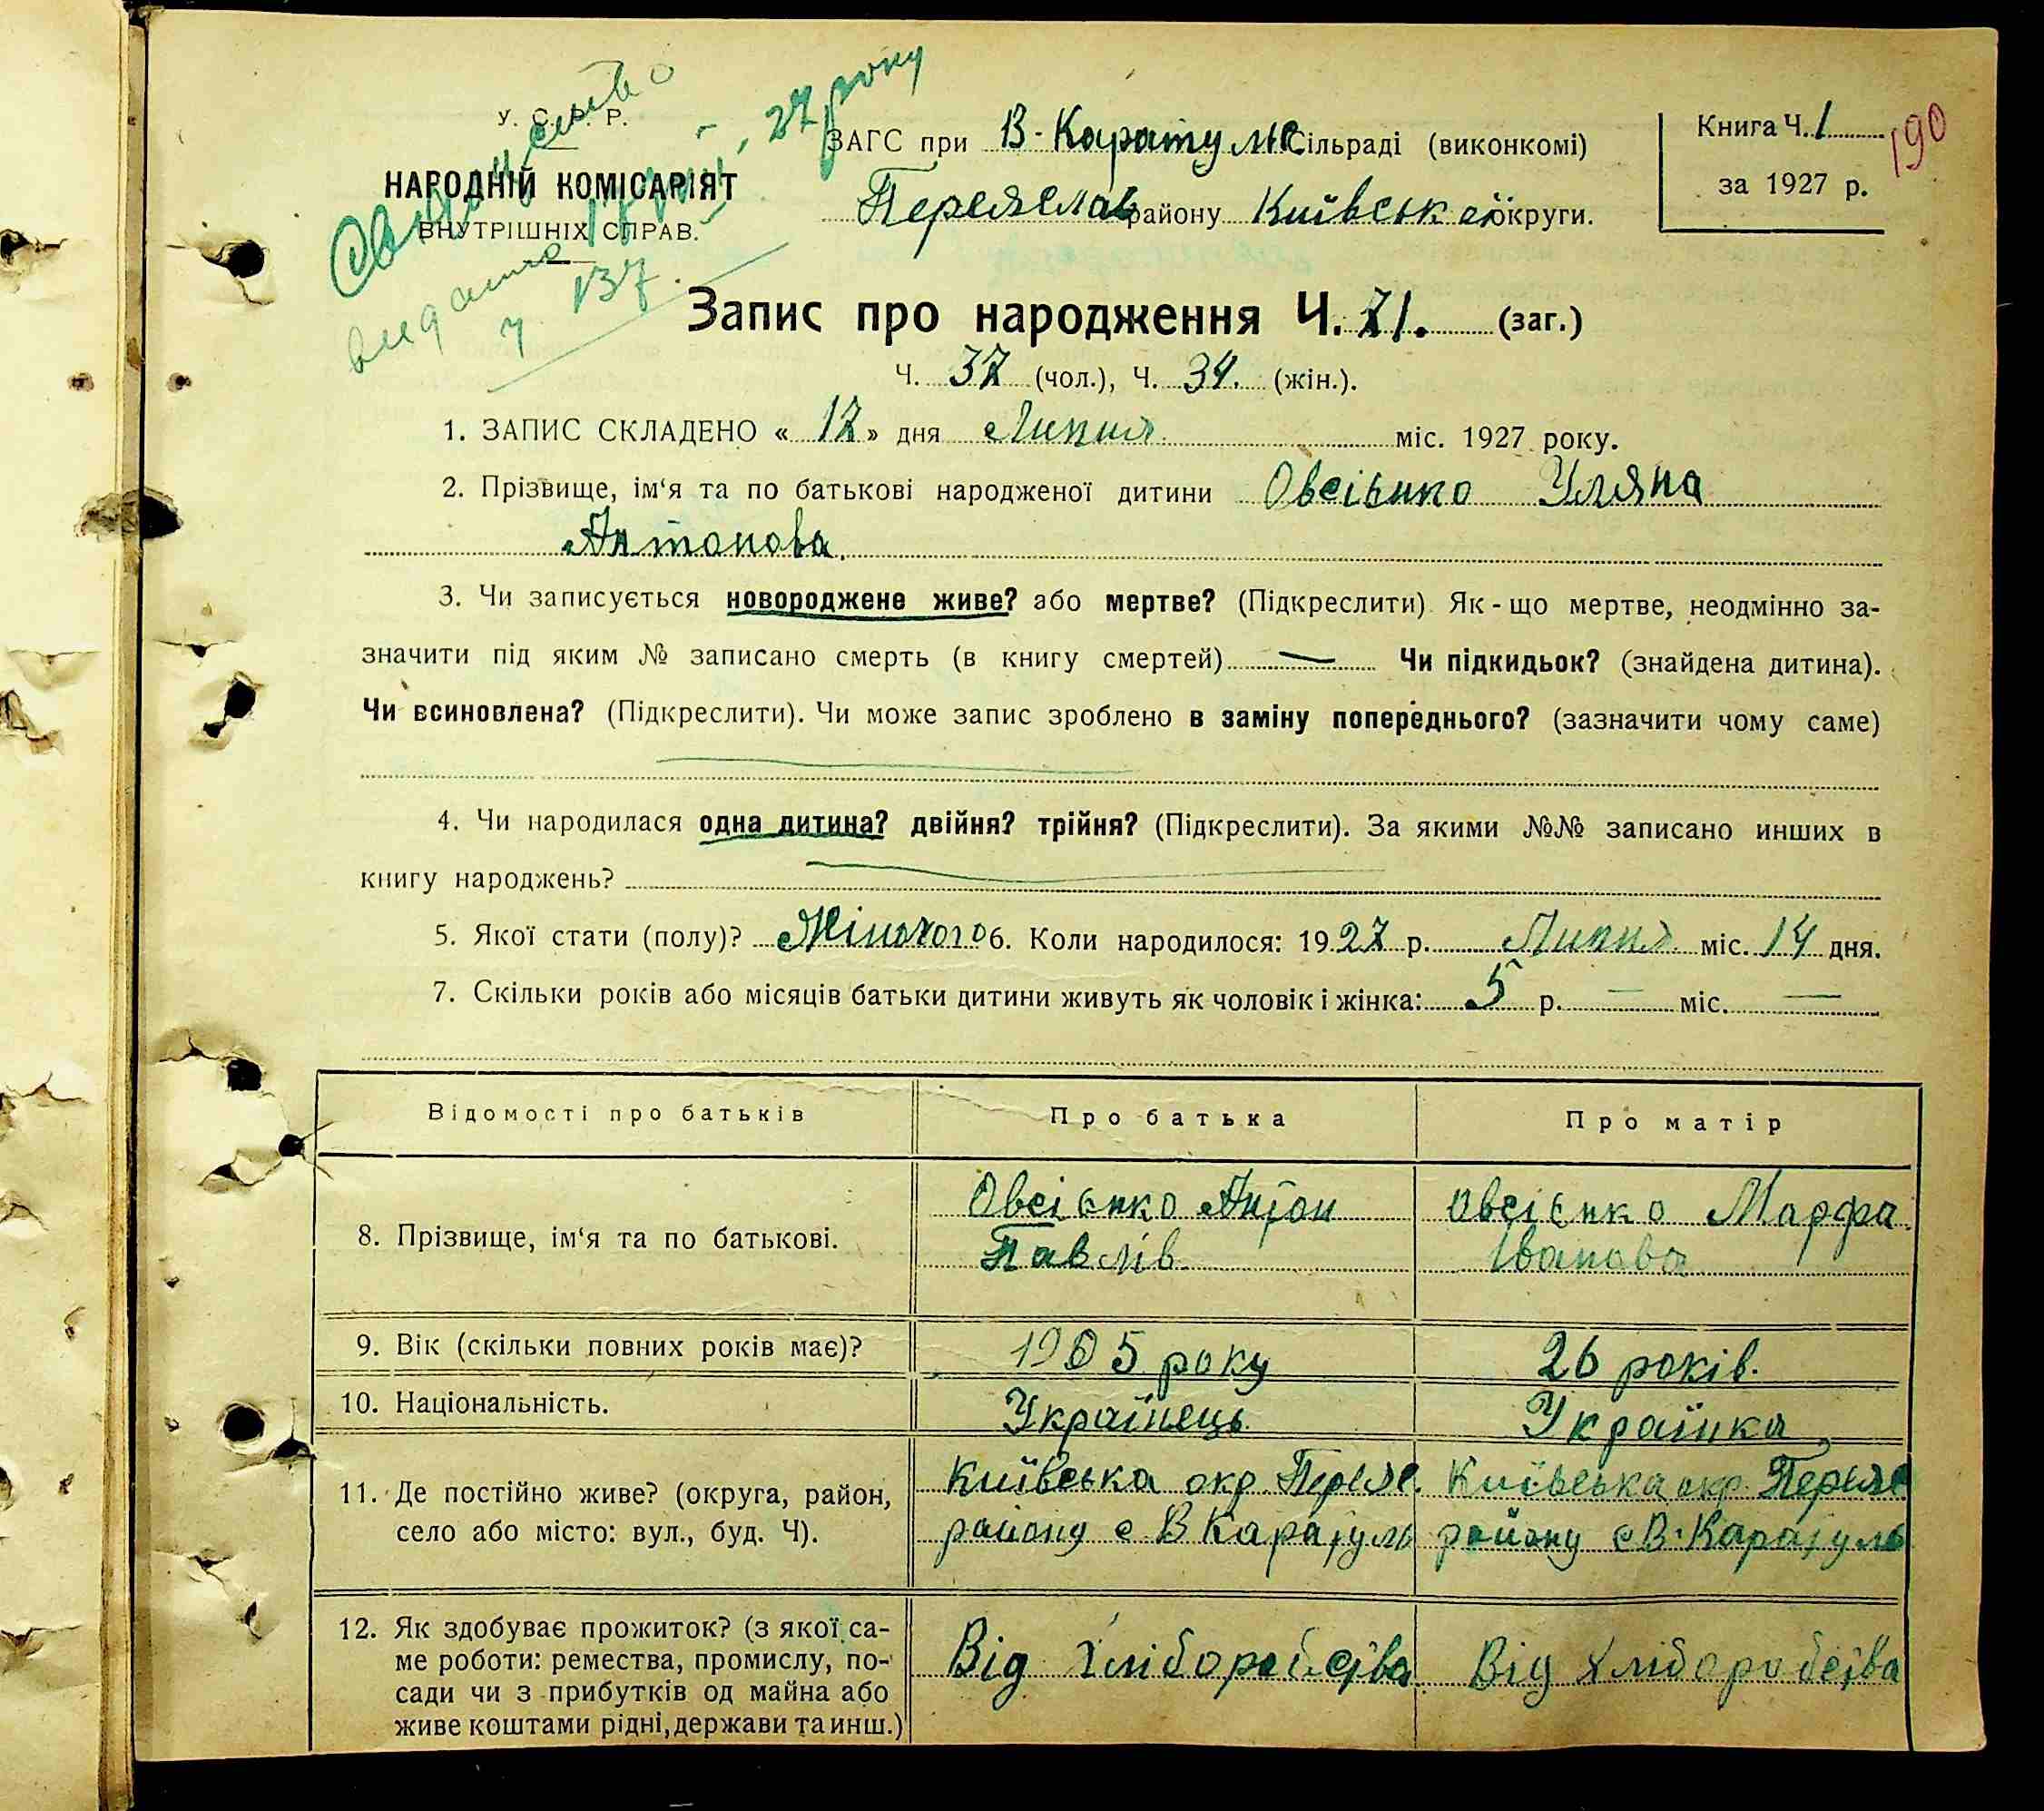 У. С. Р. Р.
НАРОДНІЙ КОМІСАРІЯТ
ВНУТРІШНІХ СПРАВ.
27 року
видано
137
ЗАГС при В-Каратулс Сільраді (виконкомі)
Переяслав району Київської округи.
Книга Ч. 1
за 1927 р.
190
Запис про народження Ч. 71. (заг.)
Ч. 37 (чол.), Ч. 34. (жін.).
1. ЗАПИС СКЛАДЕНО « 17 » дня Липня міс. 1927 року.
2. Прізвище, ім‘я та по батькові народженої дитини Овсієнко Уляна
Антонова.
3. Чи записується новороджене живе? або мертве? (Підкреслити) Як-що мертве, неодмінно за-
значити під яким № записано смерть (в книгу смертей) — Чи підкидьок? (знайдена дитина).
Чи всиновлена? (Підкреслити). Чи може запис зроблено в заміну попереднього? (зазначити чому саме)
4. Чи народилася одна дитина? двійня? трійня? (Підкреслити). За якими №№ записано инших в
книгу народжень?
5. Якої стати (полу)? Жіночого 6. Коли народилося: 1927 р. Липня міс. 14 дня.
7. Скільки років або місяців батьки дитини живуть як чоловік і жінка: 5 р. — міс. —
Відомості про батьків Про батька Про матір
8. Прізвище, ім‘я та по батькові. Овсієнко Антон Овсієнко Марфа
Павлів Іванова
9. Вік (скільки повних років має)? 1905 року 26 років.
10. Національність. Українець Українка
11. Де постійно живе? (округа, район, Київська окр. Переяс. Київська окр. Переяс
село або місто: вул., буд. Ч). району с В Каратуль району с В-Каратуль
12. Як здобуває прожиток? (з якої са-
ме роботи: ремества, промислу, по- Від хліборобства Від хліборобства
сади чи з прибутків од майна або
живе коштами рідні, держави та инш.)